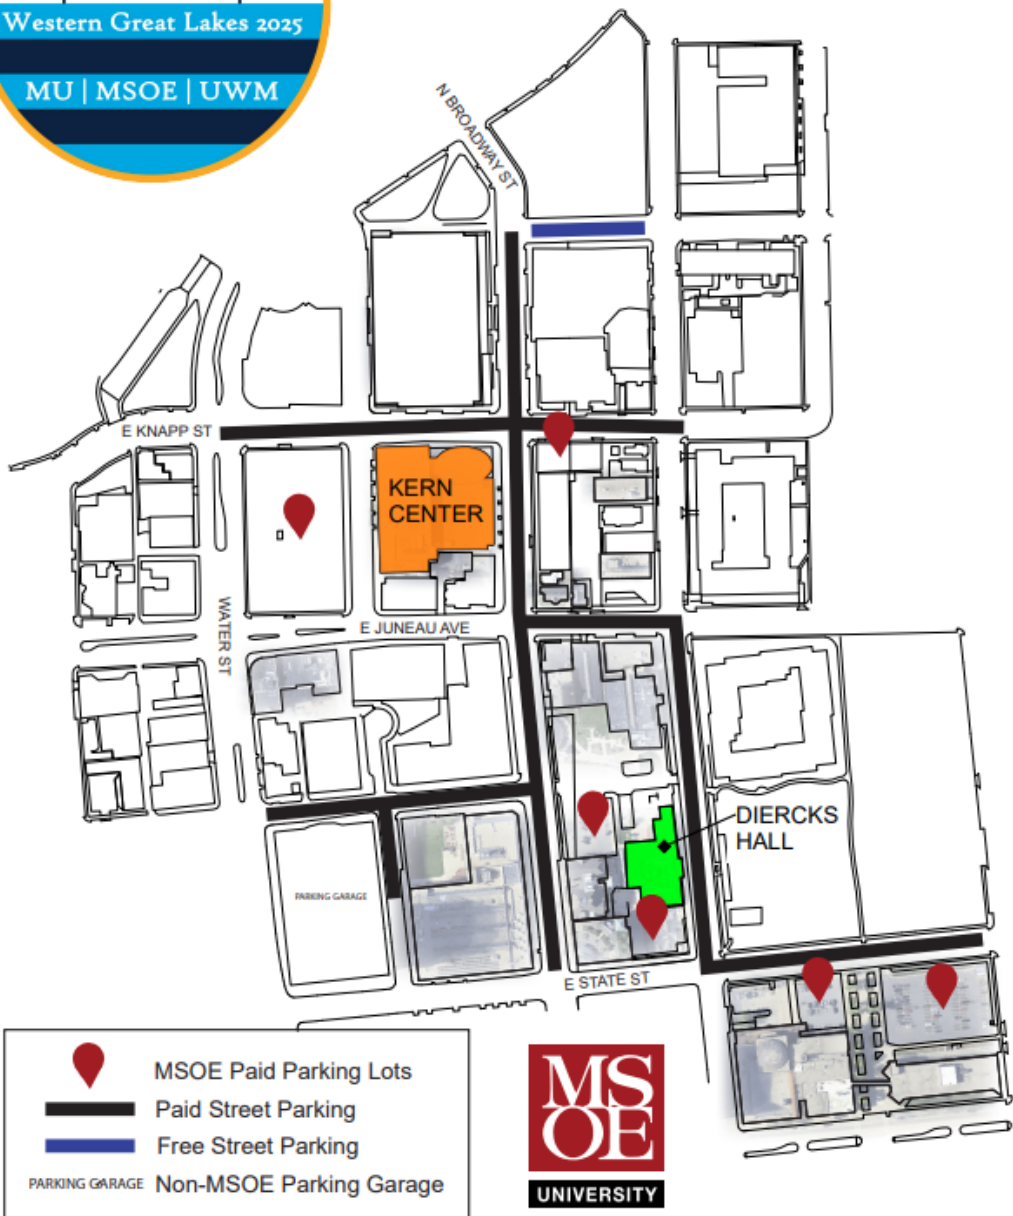 Western Great Lakes 2025
MU | MSOE | UWM
N BROADWAY ST
E KNAPP ST
KERN
CENTER
WATER ST
E JUNEAU AVE
DIERCKS
HALL
PARKING GARAGE
E STATE ST
MSOE Paid Parking Lots
Paid Street Parking
Free Street Parking
PARKING GARAGE Non-MSOE Parking Garage
MS
OE
UNIVERSITY